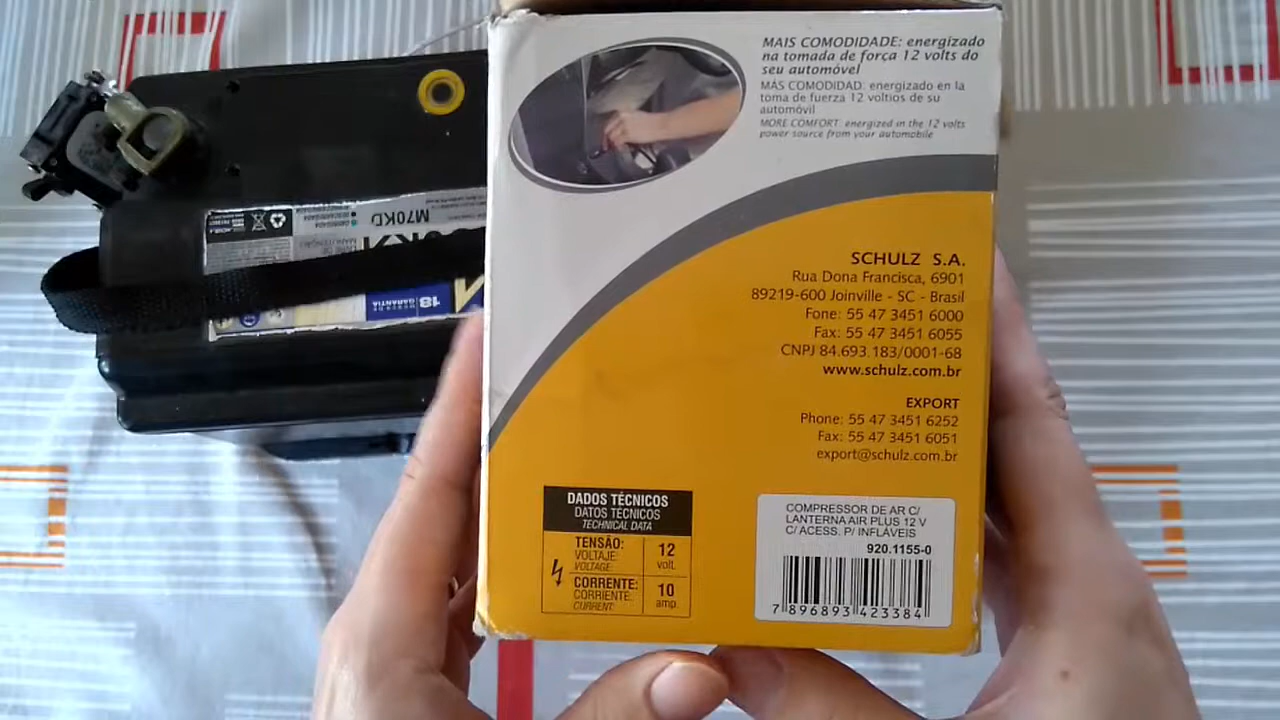 MAIS COMODIDADE: energizado
na tomada de força 12 volts do
seu automóvel
MÁS COMODIDAD: energizado en la
toma de fuerza 12 voltios de su
automóvil
MORE COMFORT: energized in the 12 volts
power source from your automobile
SCHULZ S.A.
Rua Dona Francisca, 6901
89219-600 Joinville - SC - Brasil
Fone: 55 47 3451 6000
Fax: 55 47 3451 6055
CNPJ 84.693.183/0001-68
www.schulz.com.br
EXPORT
Phone: 55 47 3451 6252
Fax: 55 47 3451 6051
export@schulz.com.br
DADOS TÉCNICOS
DATOS TÉCNICOS
TECHNICAL DATA
TENSÃO:
VOLTAJE:
VOLTAGE:
12
volt.
CORRENTE:
CORRIENTE:
CURRENT:
10
amp.
COMPRESSOR DE AR C/
LANTERNA AIR PLUS 12 V
C/ ACESS. P/ INFLÁVEIS
920.1155-0
7 896893 423384
M70KD
18
GARANTIA